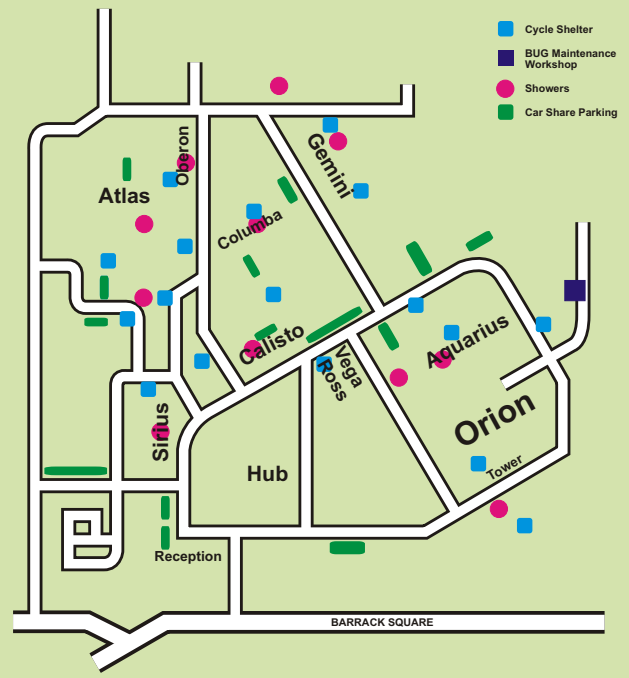 Cycle Shelter
BUG Maintenance
Workshop
Showers
Car Share Parking
Oberon
Gemini
Atlas
Columba
Calisto
Vega
Ross
Aquarius
Sirius
Orion
Hub
Tower
Reception
BARRACK SQUARE